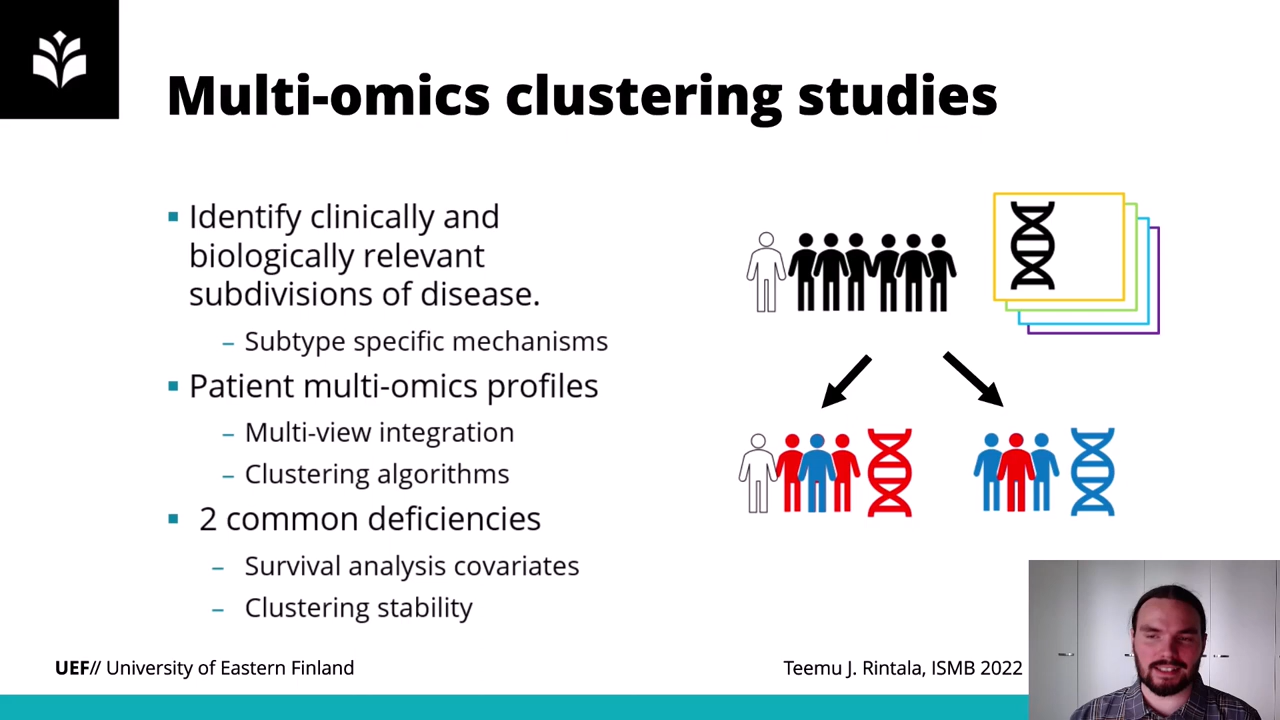 Multi-omics clustering studies
▪ Identify clinically and
biologically relevant
subdivisions of disease.
– Subtype specific mechanisms
▪ Patient multi-omics profiles
– Multi-view integration
– Clustering algorithms
▪ 2 common deficiencies
– Survival analysis covariates
– Clustering stability
UEF// University of Eastern Finland
Teemu J. Rintala, ISMB 2022